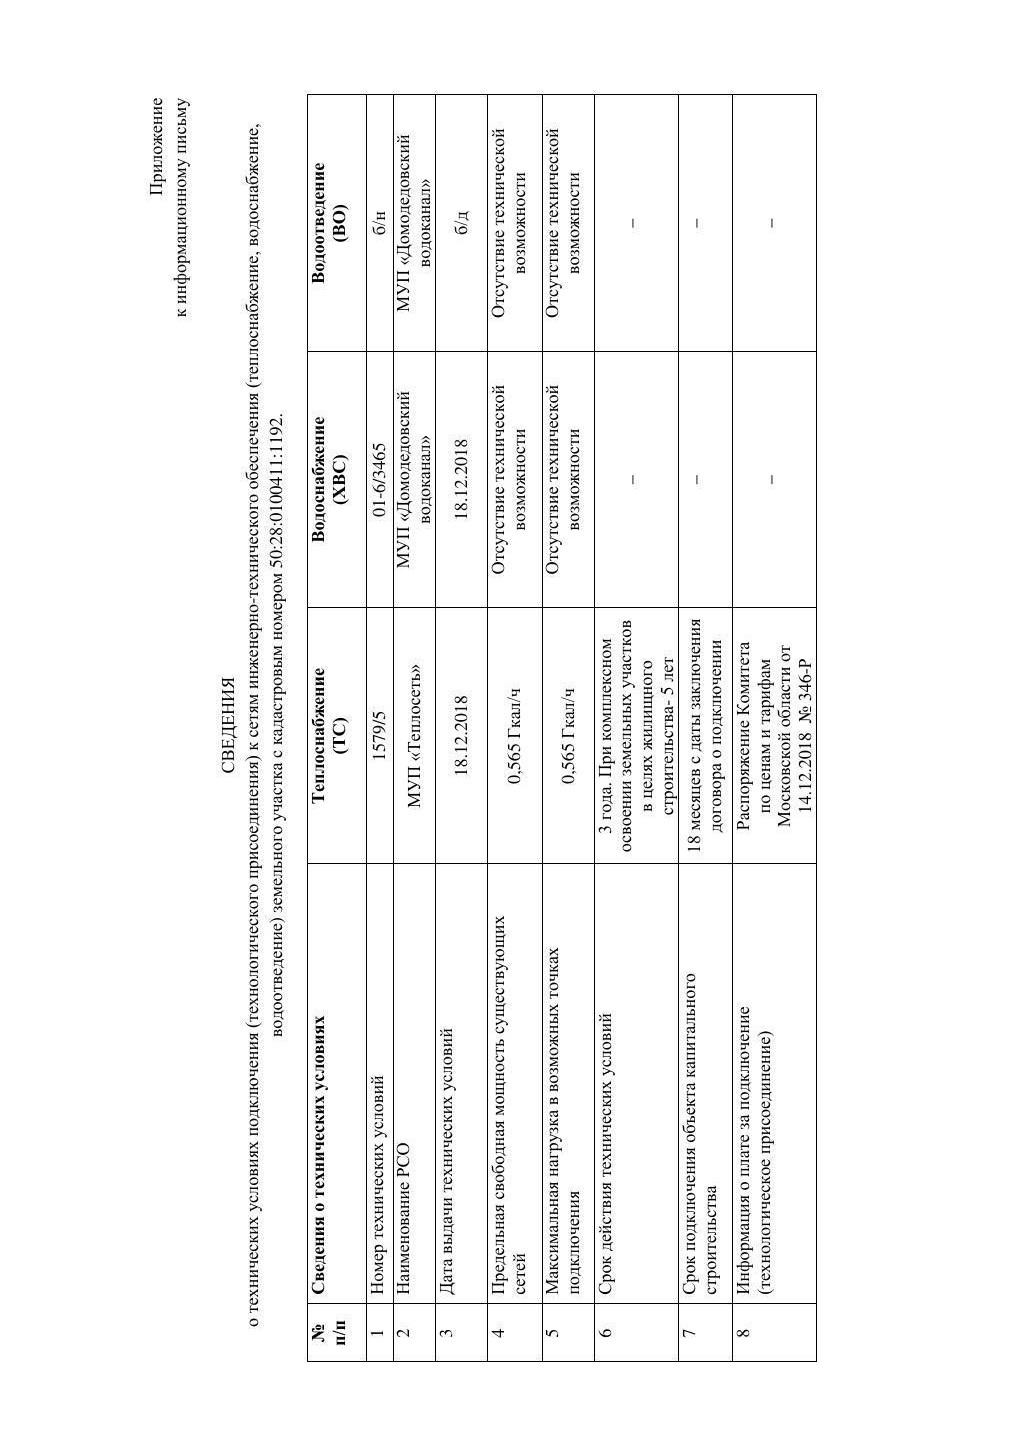 Приложение
к информационному письму
СВЕДЕНИЯ
о технических условиях подключения (технологического присоединения) к сетям инженерно-технического обеспечения (теплоснабжение, водоснабжение,
водоотведение) земельного участка с кадастровым номером 50:28:0100411:1192.
№
п/п
Сведения о технических условиях
Теплоснабжение
(ТС)
Водоснабжение
(ХВС)
Водоотведение
(ВО)
1
Номер технических условий
1579/5
01-6/3465
б/н
2
Наименование РСО
МУП «Теплосеть»
МУП «Домодедовский
водоканал»
МУП «Домодедовский
водоканал»
3
Дата выдачи технических условий
18.12.2018
18.12.2018
б/д
4
Предельная свободная мощность существующих
сетей
0,565 Гкал/ч
Отсутствие технической
возможности
Отсутствие технической
возможности
5
Максимальная нагрузка в возможных точках
подключения
0,565 Гкал/ч
Отсутствие технической
возможности
Отсутствие технической
возможности
6
Срок действия технических условий
3 года. При комплексном
освоении земельных участков
в целях жилищного
строительства- 5 лет
–
–
7
Срок подключения объекта капитального
строительства
18 месяцев с даты заключения
договора о подключении
–
–
8
Информация о плате за подключение
(технологическое присоединение)
Распоряжение Комитета
по ценам и тарифам
Московской области от
14.12.2018 № 346-Р
–
–